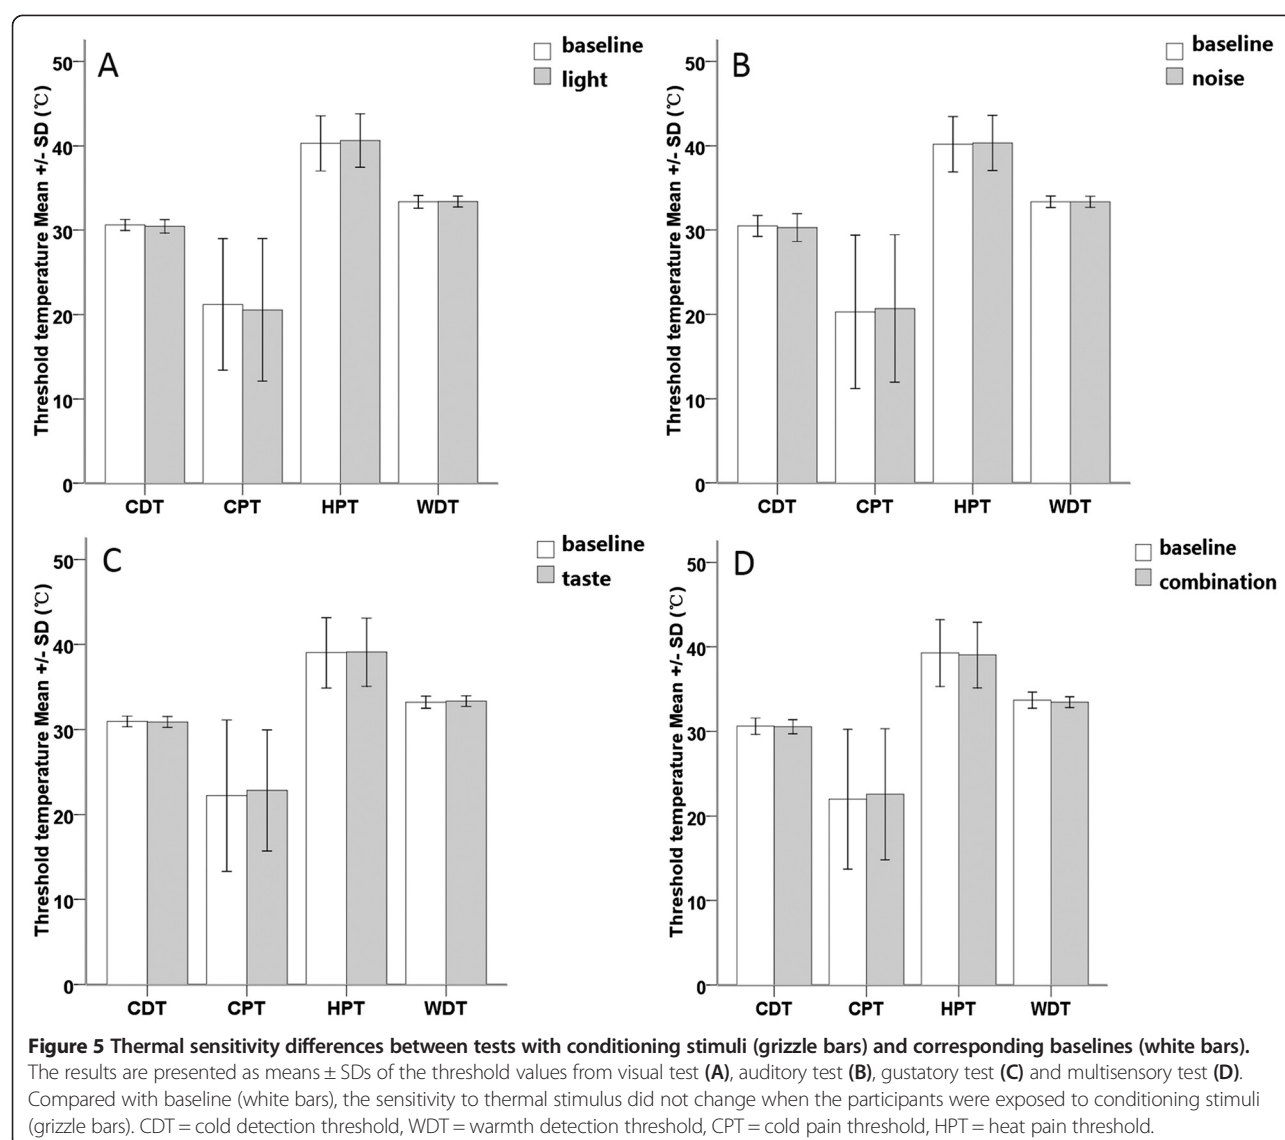 A
baseline
light
Threshold temperature Mean +/- SD (℃)
50
40
30
20
10
0
CDT CPT HPT WDT
B
baseline
noise
Threshold temperature Mean +/- SD (℃)
50
40
30
20
10
0
CDT CPT HPT WDT
C
baseline
taste
Threshold temperature Mean +/- SD (℃)
50
40
30
20
10
0
CDT CPT HPT WDT
D
baseline
combination
Threshold temperature Mean +/- SD (℃)
50
40
30
20
10
0
CDT CPT HPT WDT
Figure 5 Thermal sensitivity differences between tests with conditioning stimuli (grizzle bars) and corresponding baselines (white bars).
The results are presented as means ± SDs of the threshold values from visual test (A), auditory test (B), gustatory test (C) and multisensory test (D).
Compared with baseline (white bars), the sensitivity to thermal stimulus did not change when the participants were exposed to conditioning stimuli
(grizzle bars). CDT = cold detection threshold, WDT = warmth detection threshold, CPT = cold pain threshold, HPT = heat pain threshold.